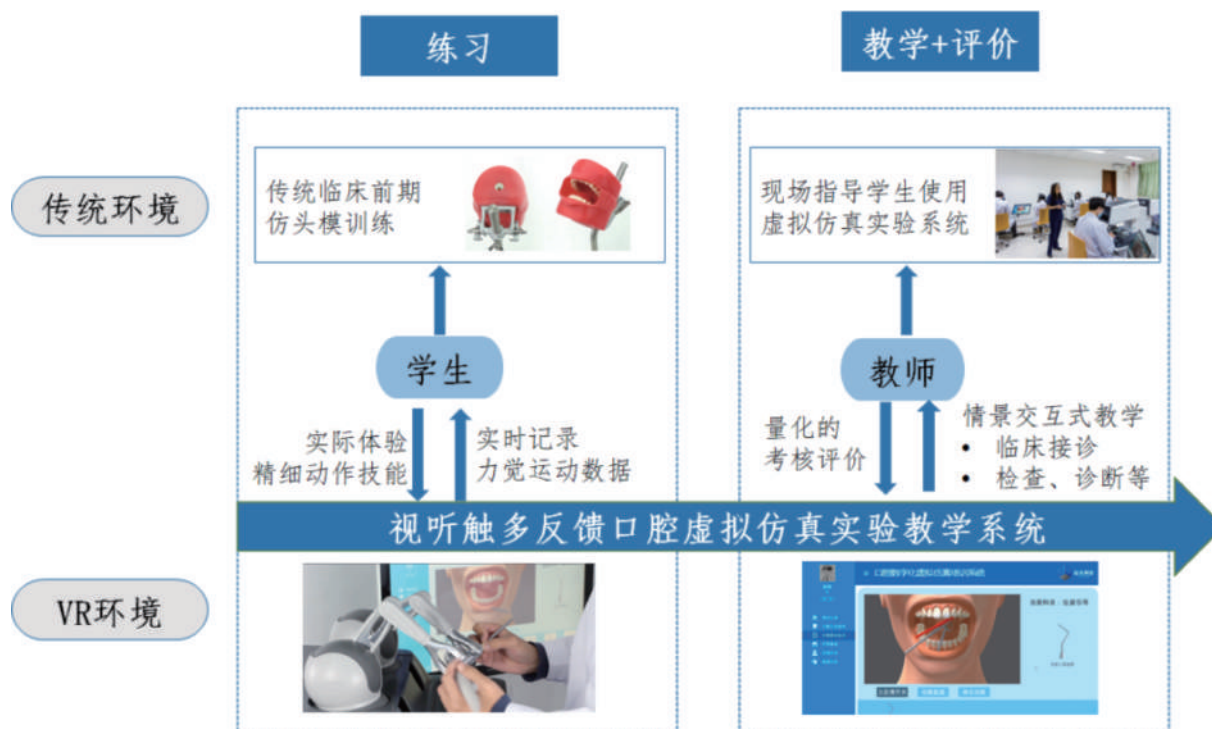 练习
教学+评价
传统环境
传统临床前期
仿头模训练
现场指导学生使用
虚拟仿真实验系统
学生
教师
实际体验
精细动作技能
实时记录
力觉运动数据
量化的
考核评价
情景交互式教学
• 临床接诊
• 检查、诊断等
视听触多反馈口腔虚拟仿真实验教学系统
VR环境